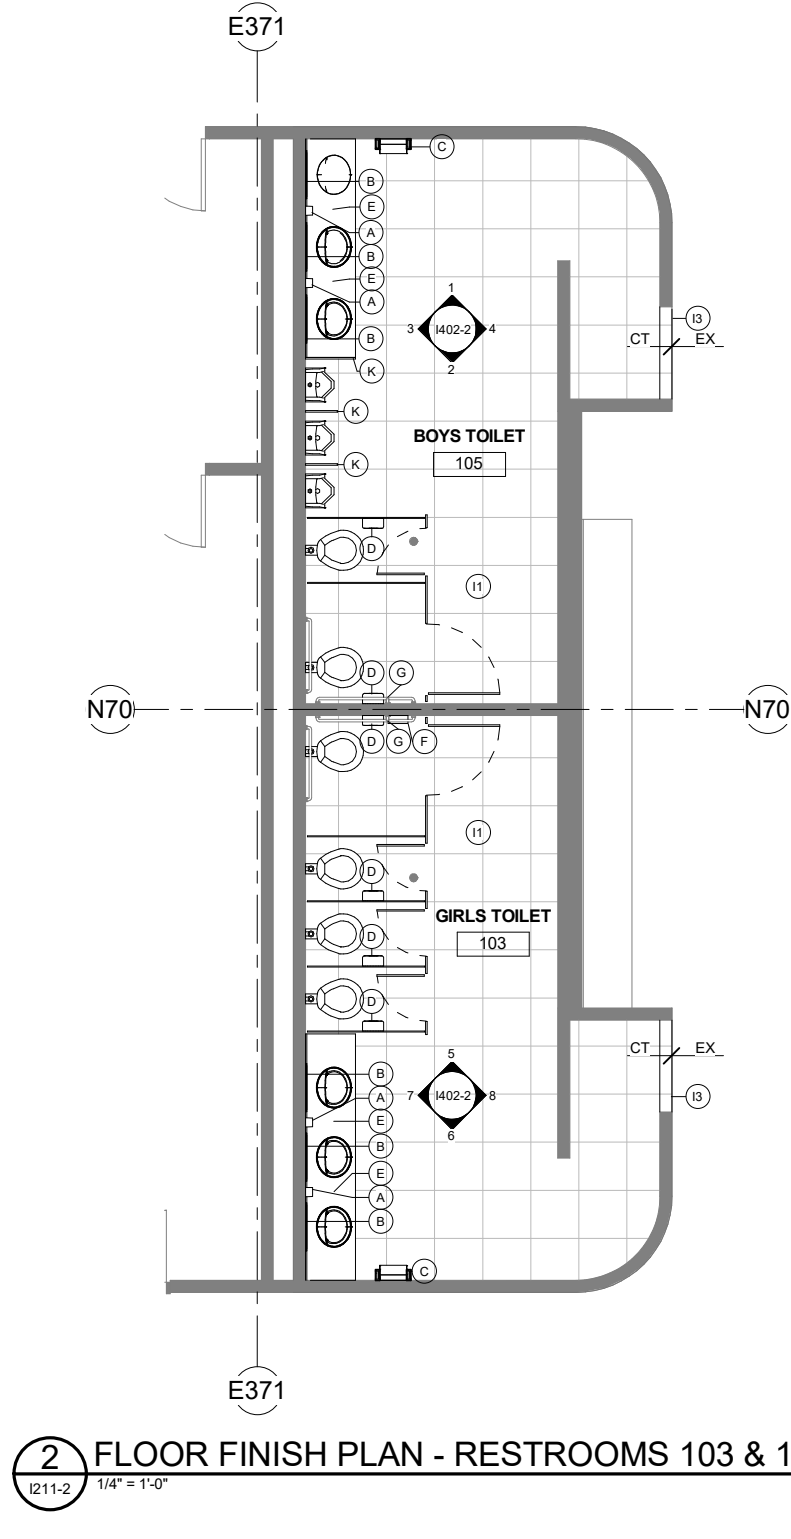 E371
C
B
E
A
B
E
A
B
K
K
K
1
3 I402-2 4
2
I3
CT EX
BOYS TOILET
105
D
I1
D G
N70 N70
D G F
I1
D
GIRLS TOILET
103
D
D
5
7 I402-2 8
6
CT EX
I3
B
A
E
B
E
A
B
C
E371
2
I211-2
FLOOR FINISH PLAN - RESTROOMS 103 & 1
1/4" = 1'-0"